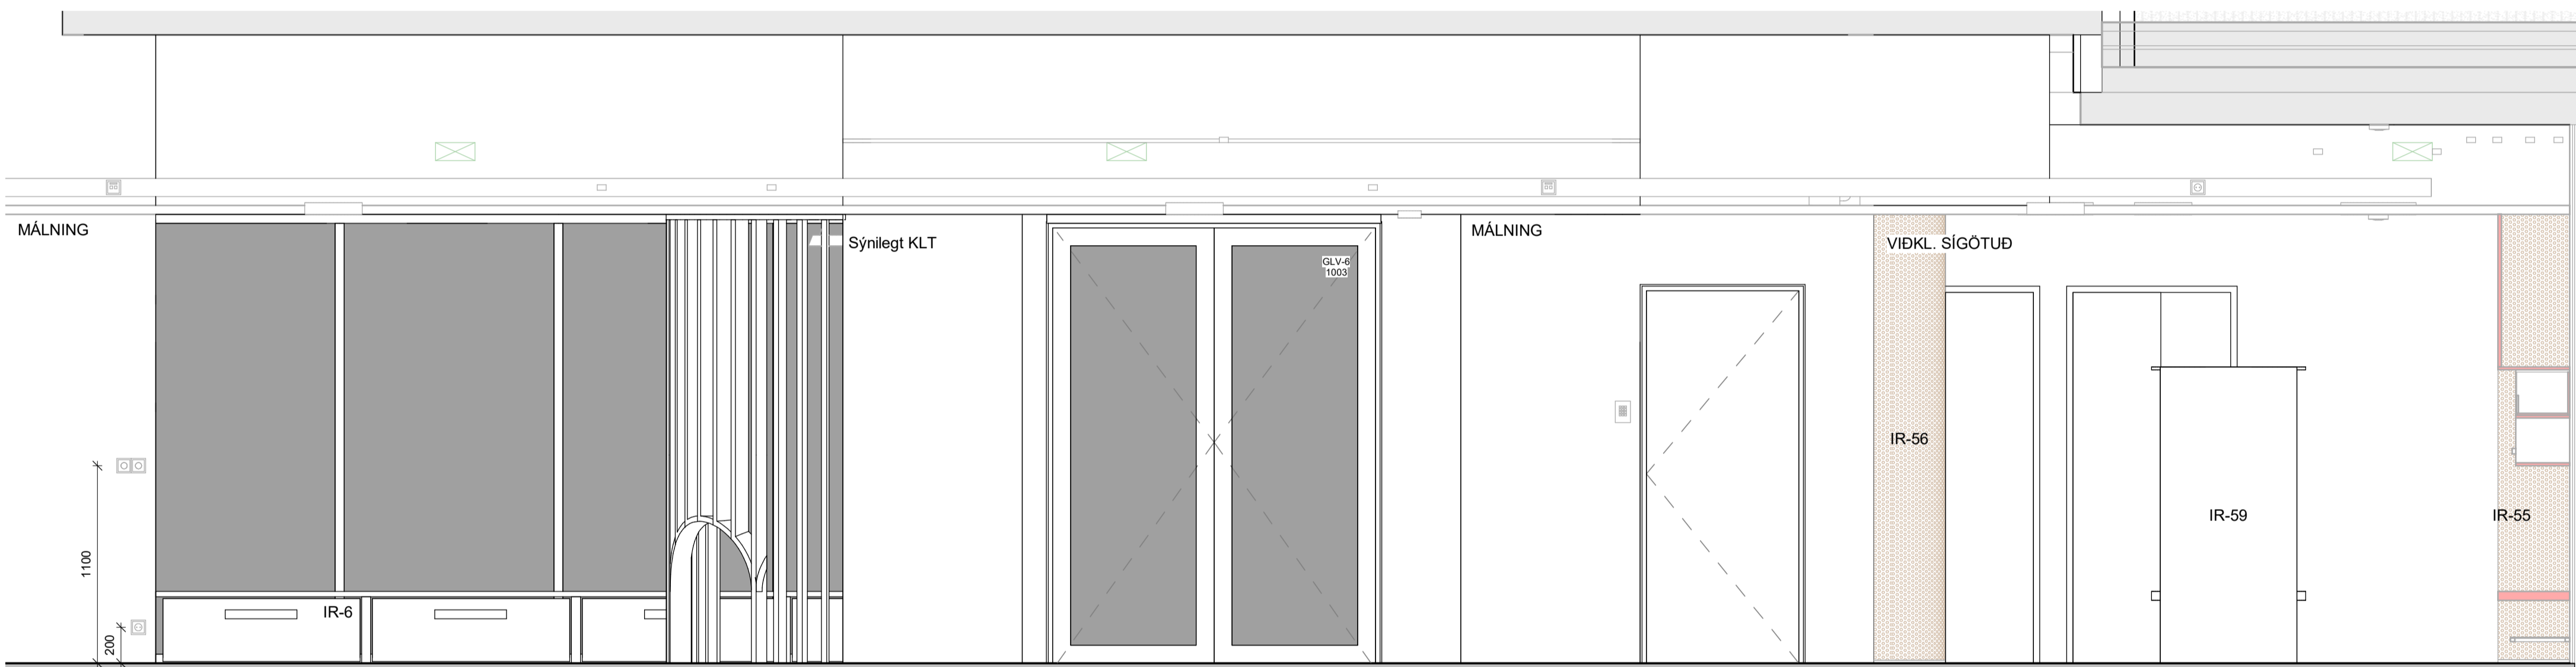 MÁLNING
Sýnilegt KLT
GLV-6
1003
MÁLNING
VIÐKL. SÍGÖTUÐ
IR-56
IR-59
IR-55
1100
IR-6
200